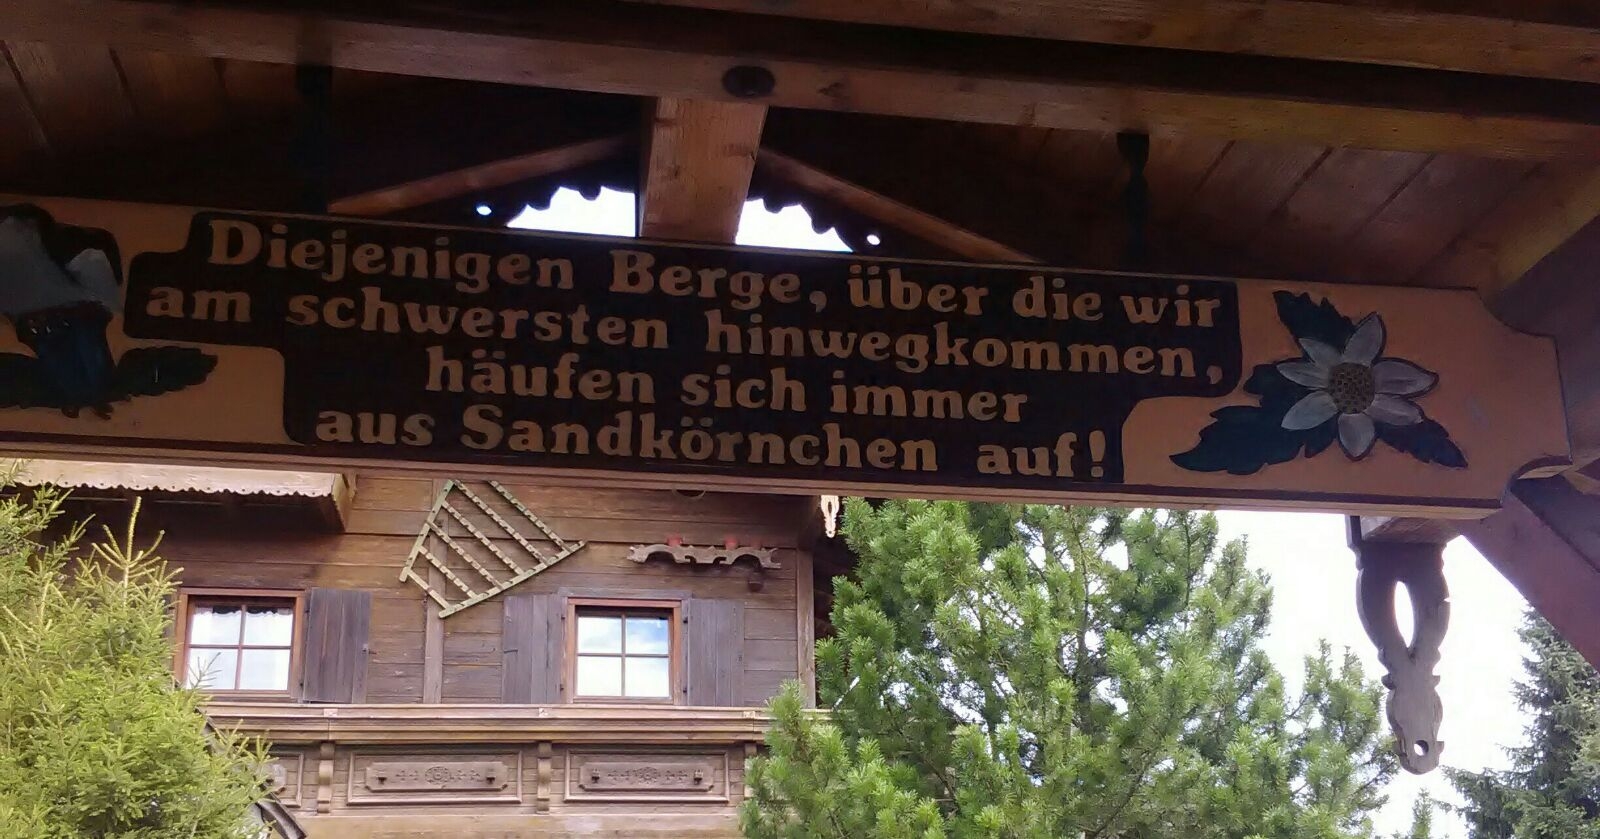 Diejenigen Berge, über die wir
am schwersten hinwegkommen,
häufen sich immer
aus Sandkörnchen auf!